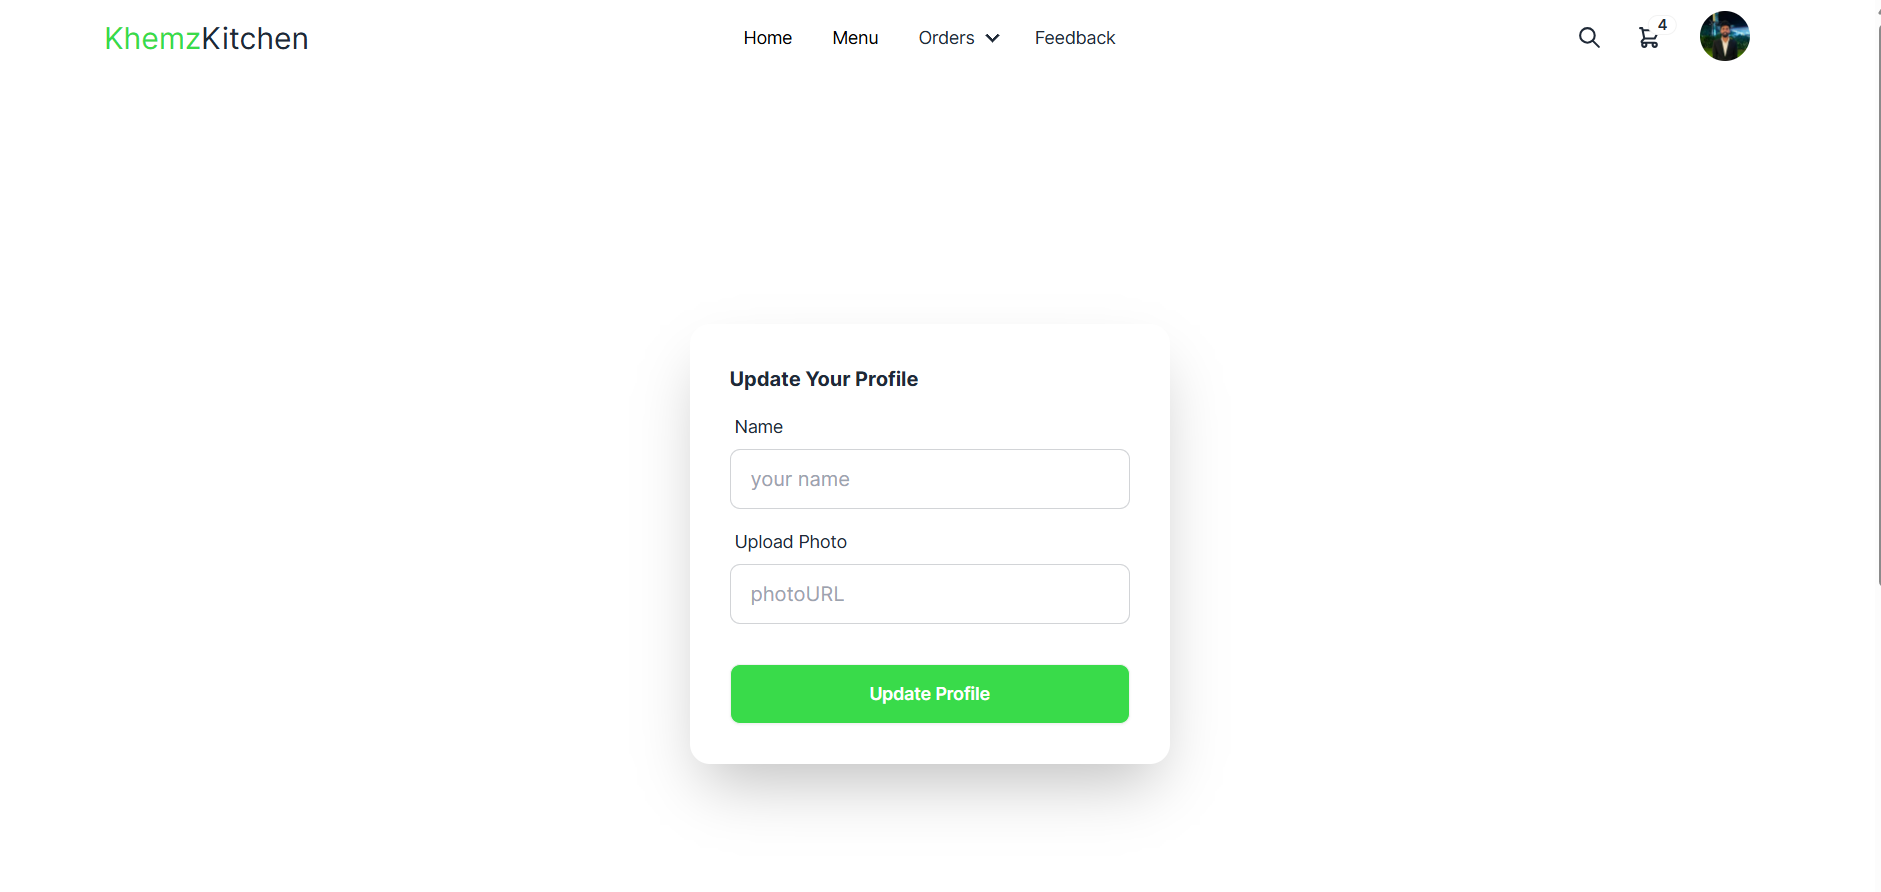 KhemzKitchen
Home Menu Orders Feedback
4
Update Your Profile
Name
your name
Upload Photo
photoURL
Update Profile